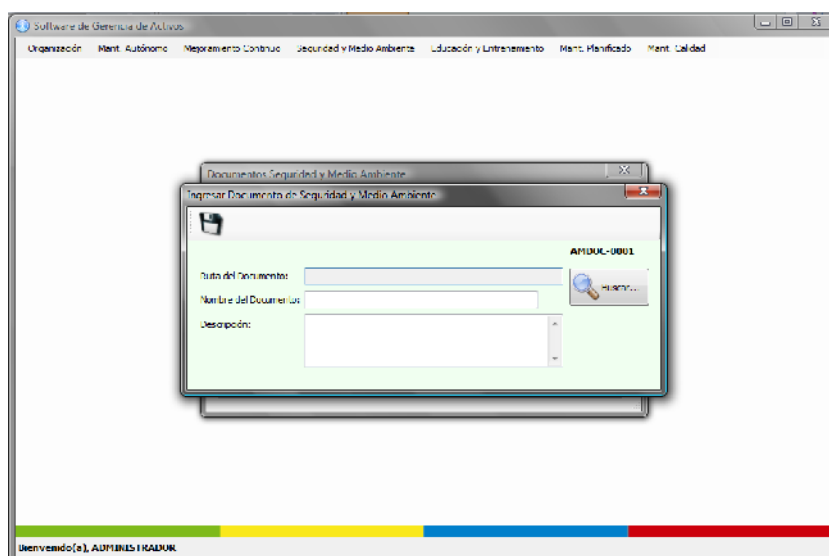 Software de Gerencia de Activos
Organización Mant. Autónomo Mejoramiento Continuo Seguridad y Medio Ambiente Educación y Entrenamiento Mant. Planificado Mant. Calidad
Documentos Seguridad y Medio Ambiente
Ingresar Documento de Seguridad y Medio Ambiente
AMDOC-0001
Ruta del Documento:
Buscar...
Nombre del Documento:
Descripción:
Bienvenido(a), ADMINISTRADOR